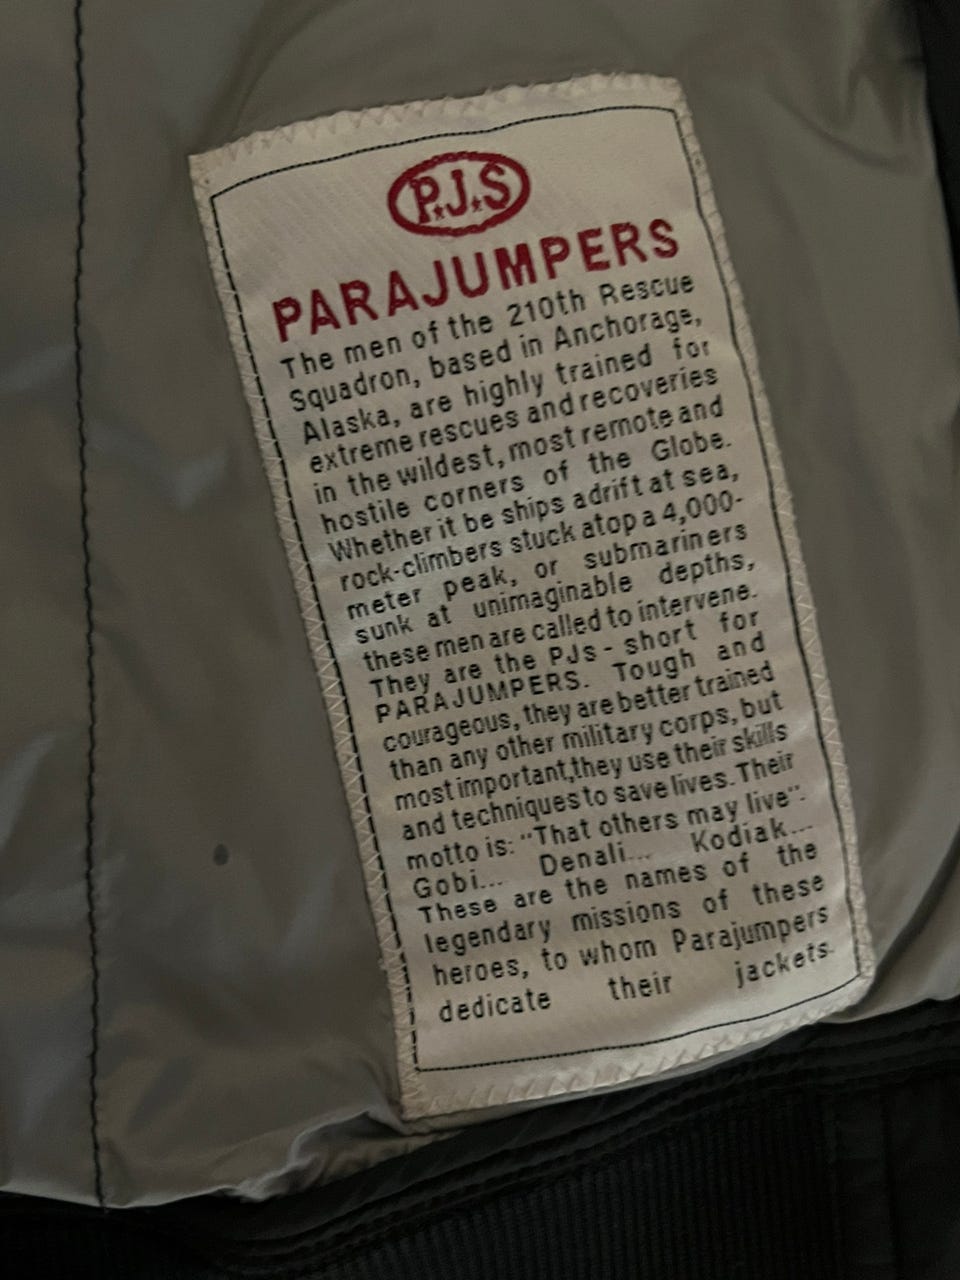 P.J.S
PARAJUMPERS
The men of the 210th Rescue
Squadron, based in Anchorage,
Alaska, are highly trained for
extreme rescues and recoveries
in the wildest, most remote and
hostile corners of the Globe.
Whether it be ships adrift at sea,
rock-climbers stuck atop a 4,000-
meter peak, or submariners
sunk at unimaginable depths,
these men are called to intervene.
They are the PJs - short for
PARAJUMPERS. Tough and
courageous, they are better trained
than any other military corps, but
most important,they use their skills
and techniques to save lives. Their
motto is: "That others may live".
Gobi... Denali... Kodiak...
These are the names of the
legendary missions of these
heroes, to whom Parajumpers
dedicate their jackets.